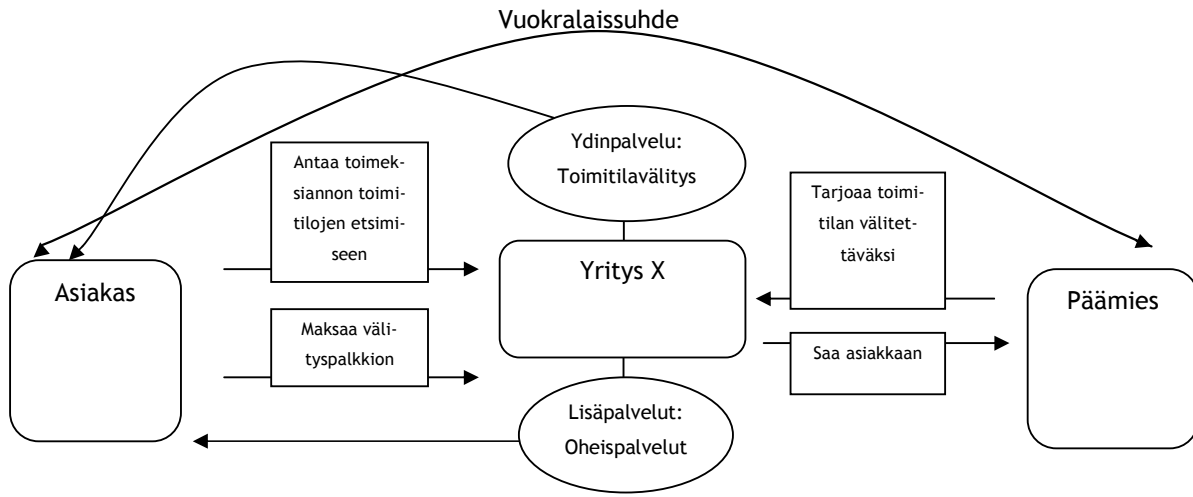 Vuokralaissuhde
Ydinpalvelu:
Toimitilavälitys
Antaa toimek-
siannon toimi-
tilojen etsimi-
seen
Tarjoaa toimi-
tilan välitet-
täväksi
Asiakas
Yritys X
Päämies
Maksaa väli-
tyspalkkion
Saa asiakkaan
Lisäpalvelut:
Oheispalvelut